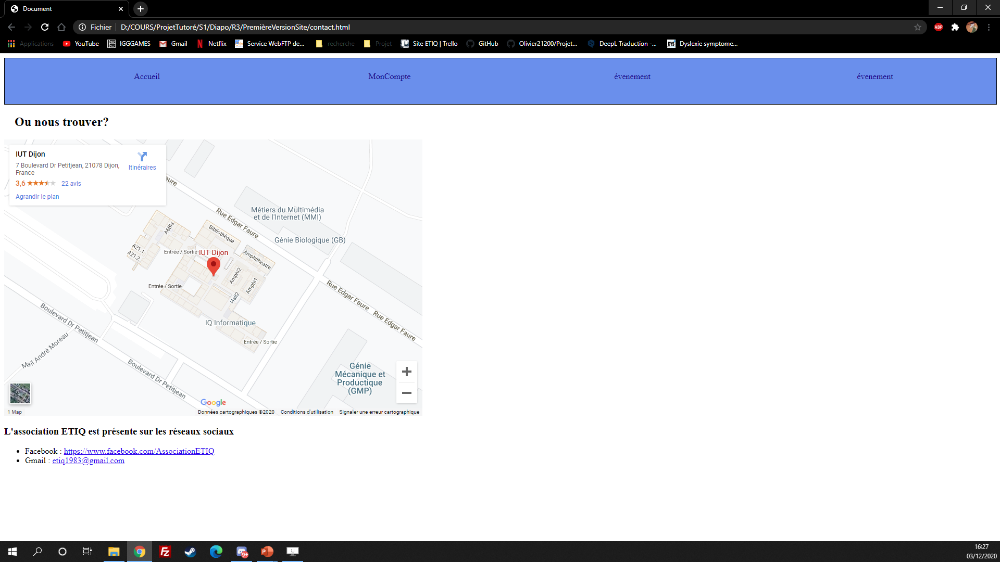 Document
Fichier D:/COURS/ProjetTutoré/S1/Diapo/R3/PremièreVersionSite/contact.html
ABP
Applications YouTube IGGGAMES Gmail Netflix Service WebFTP de... recherche Projet Site ETIQ | Trello GitHub Olivier21200/Projet... DeepL Traduction -... Dyslexie symptome...
Accueil MonCompte évenement évenement
Ou nous trouver?
IUT Dijon
7 Boulevard Dr Petitjean, 21078 Dijon,
France
Itinéraires
3,6 22 avis
Agrandir le plan
aure
Rue Edgar Faure
Métiers du Multimédia
et de l'Internet (MMI)
Génie Biologique (GB)
A6Bis
Bibliothèque
A21.1
A21.2
Entrée / Sortie
IUT Dijon
Amphitheatre
Amphi2
Amphi1
Entrée / Sortie
Hall2
Rue Edgar Faure
Rue Edgar Faure
IQ Informatique
Entrée / Sortie
Boulevard Dr Petitjean
Mail André Moreau
Boulevard Dr Petitjean
Génie
Mécanique et
Productique
(GMP)
Google
1 Map
Données cartographiques ©2020 Conditions d'utilisation Signaler une erreur cartographique
L'association ETIQ est présente sur les réseaux sociaux
Facebook : https://www.facebook.com/AssociationETIQ
Gmail : etiq1983@gmail.com
9+
16:27
03/12/2020